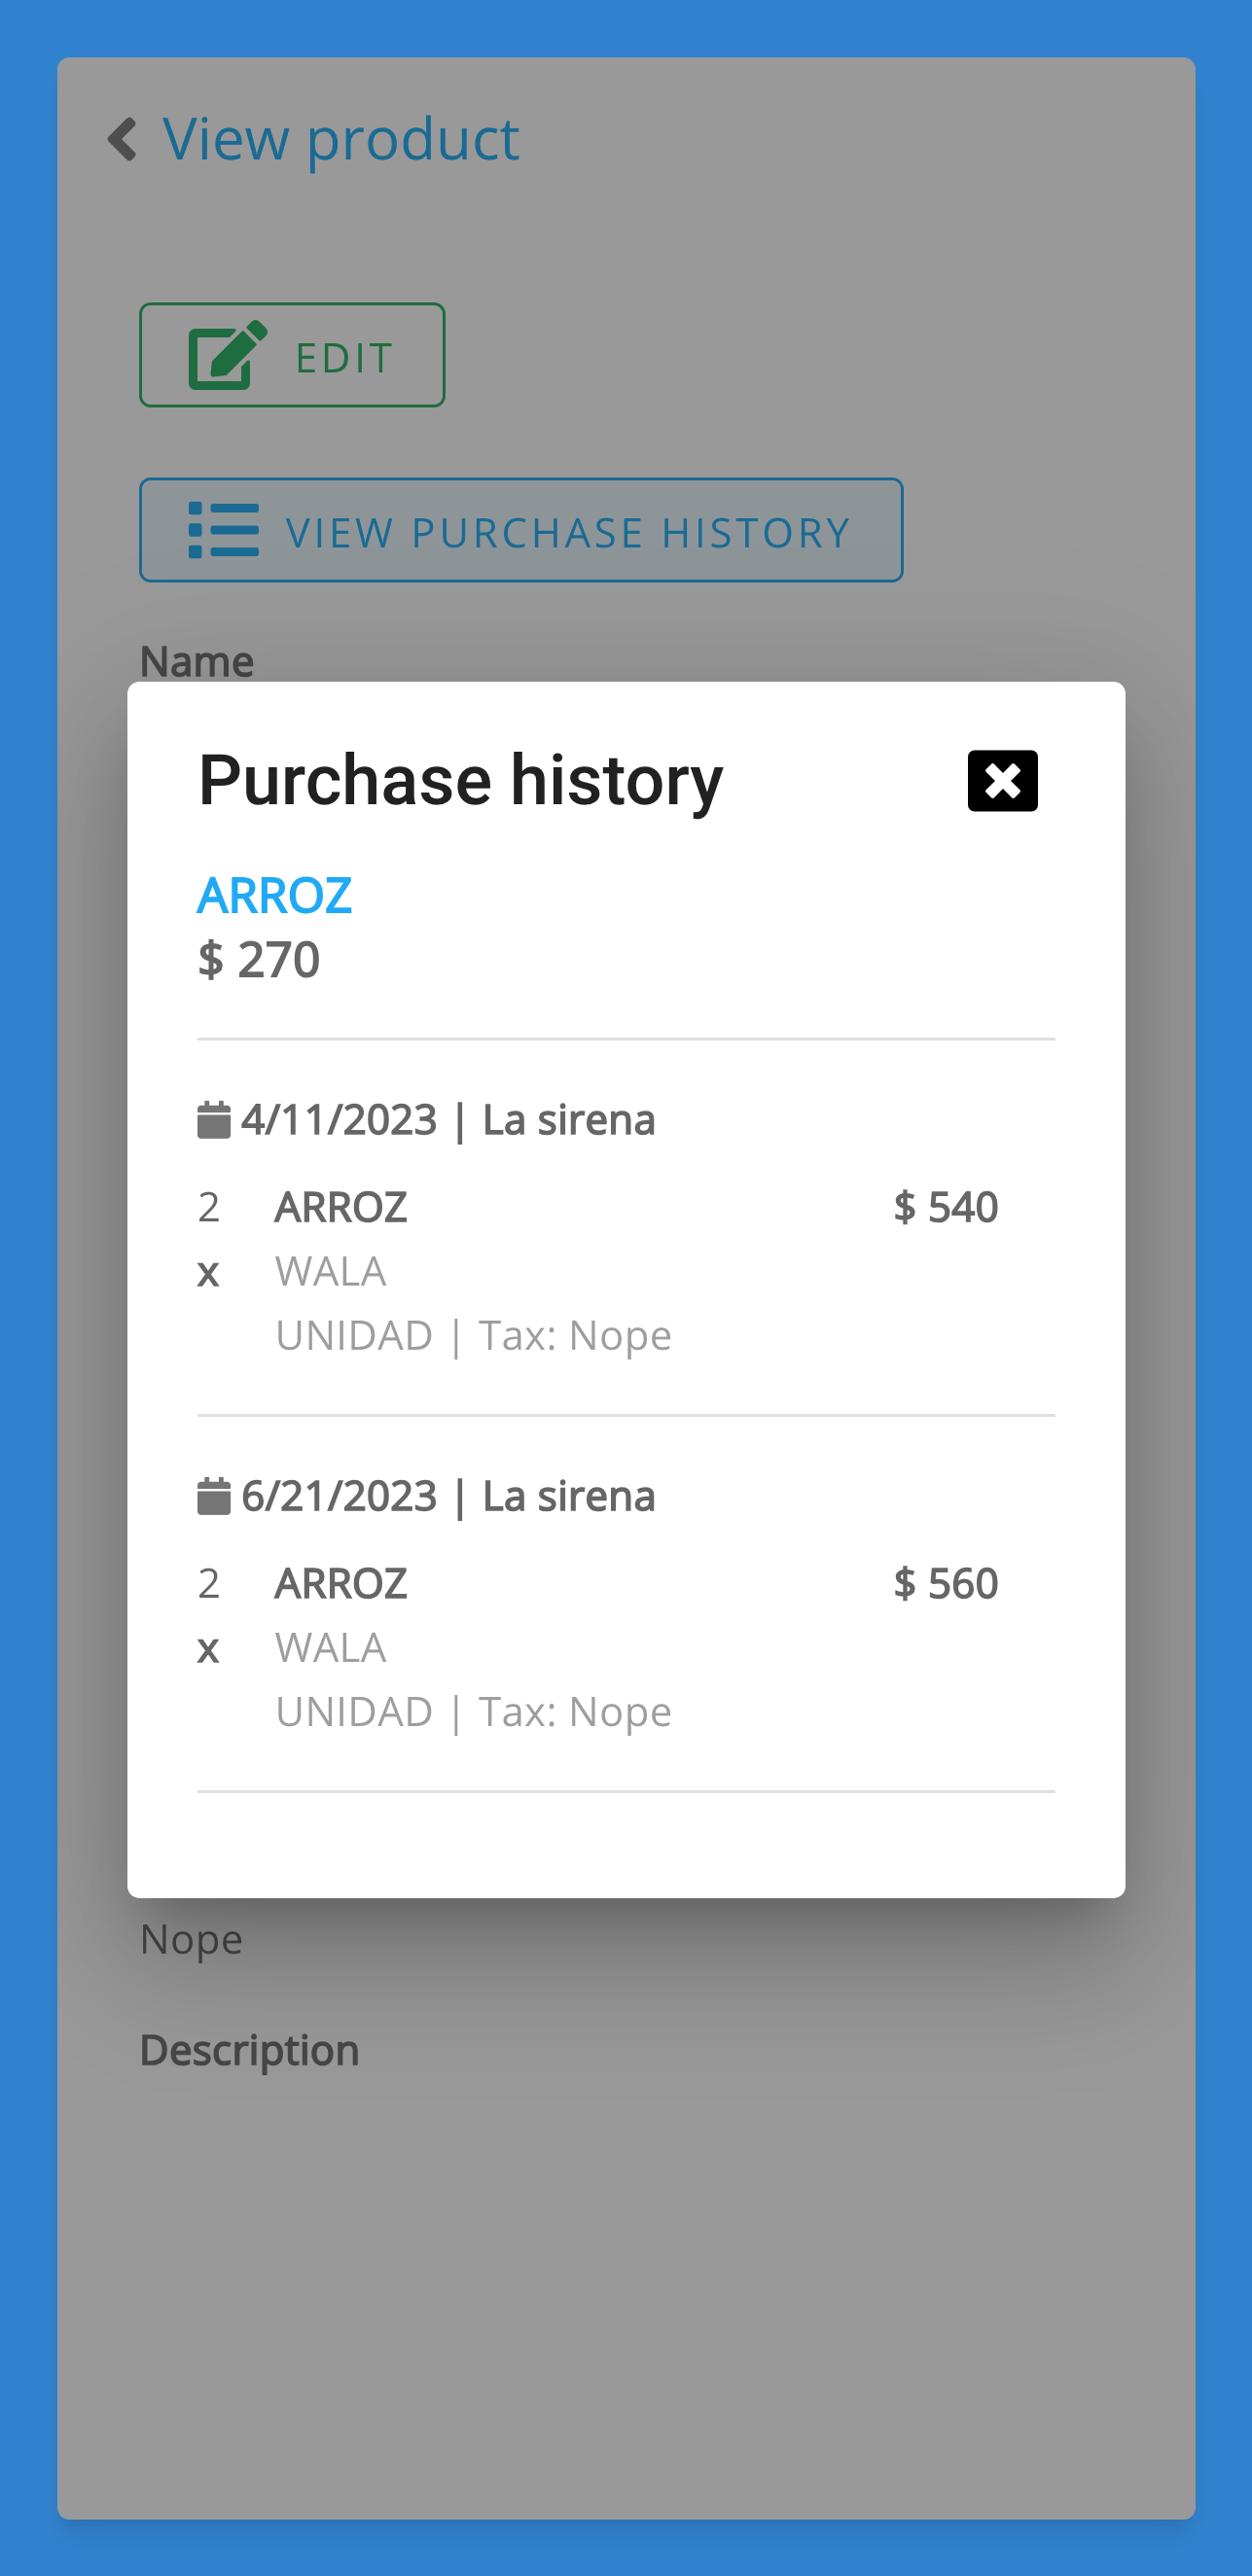 View product
EDIT
VIEW PURCHASE HISTORY
Name
Purchase history
ARROZ
$ 270
4/11/2023 | La sirena
2 ARROZ $ 540
x WALA
UNIDAD | Tax: Nope
6/21/2023 | La sirena
2 ARROZ $ 560
x WALA
UNIDAD | Tax: Nope
Nope
Description